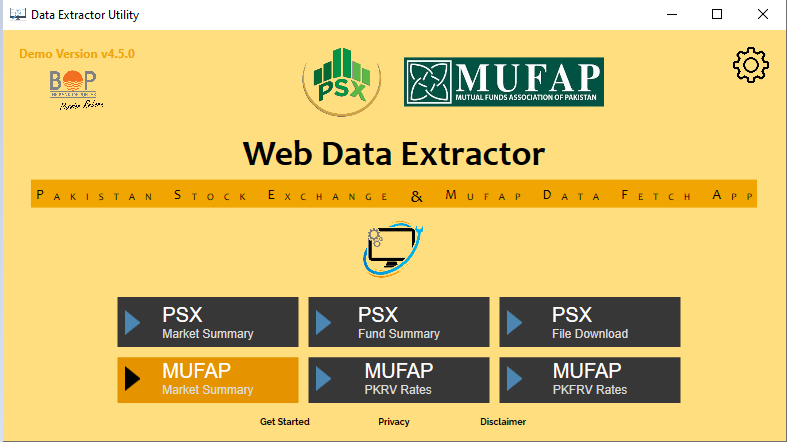 Data Extractor Utility
Demo Version v4.5.0
BOP
PSX
MUFAP
MUTUAL FUNDS ASSOCIATION OF PAKISTAN
Web Data Extractor
PAKISTAN STOCK EXCHANGE & MUFAP DATA FETCH APP
PSX
Market Summary
PSX
Fund Summary
PSX
File Download
MUFAP
Market Summary
MUFAP
PKRV Rates
MUFAP
PKFRV Rates
Get Started
Privacy
Disclaimer